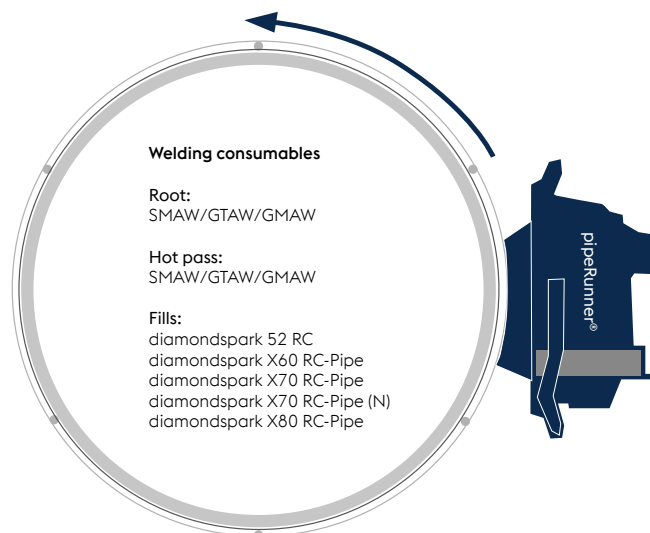 Welding consumables
Root:
SMAW/GTAW/GMAW
Hot pass:
SMAW/GTAW/GMAW
Fills:
diamondspark 52 RC
diamondspark X60 RC-Pipe
diamondspark X70 RC-Pipe
diamondspark X70 RC-Pipe (N)
diamondspark X80 RC-Pipe
pipeRunner®